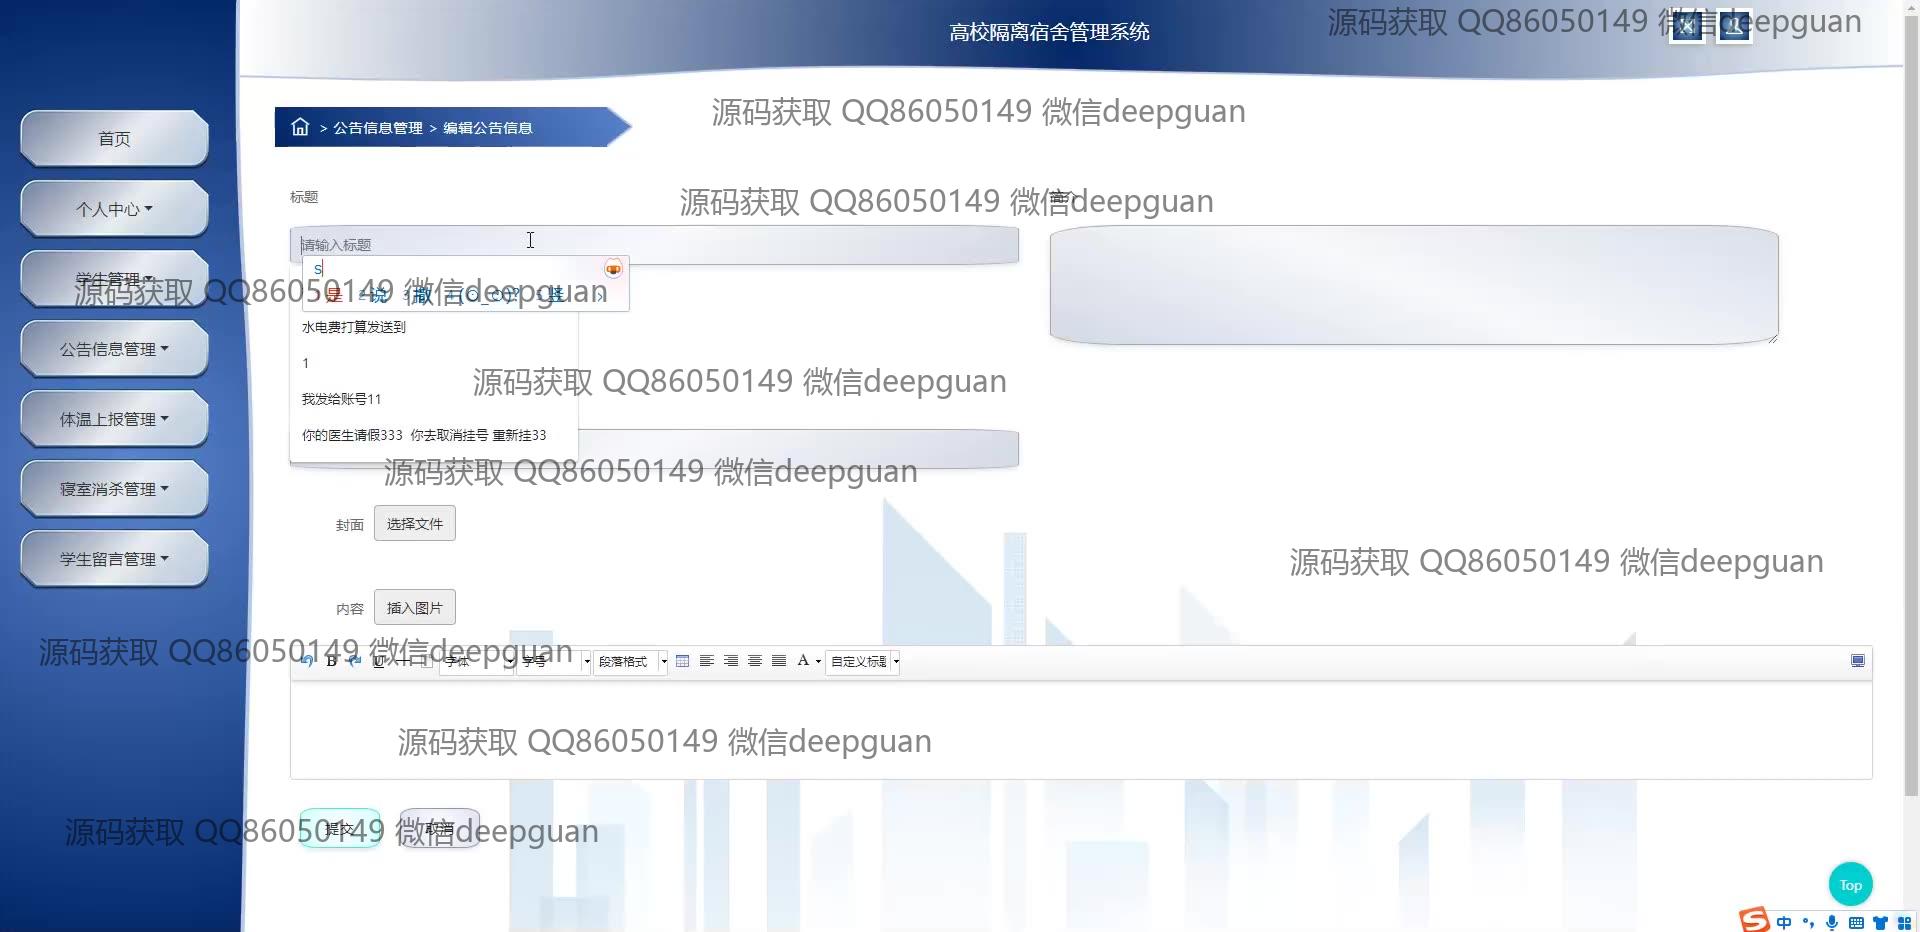 高校隔离宿舍管理系统
源码获取 QQ86050149 微信deepguan
首页
> 公告信息管理 > 编辑公告信息
源码获取 QQ86050149 微信deepguan
个人中心
标题
简介
源码获取 QQ86050149 微信deepguan
请输入标题
s
学生管理
源码获取 QQ86050149 微信deepguan
水电费打算发送到
公告信息管理
1
源码获取 QQ86050149 微信deepguan
我发给账号11
体温上报管理
你的医生请假333 你去取消挂号 重新挂33
源码获取 QQ86050149 微信deepguan
寝室消杀管理
封面 选择文件
学生留言管理
源码获取 QQ86050149 微信deepguan
内容 插入图片
源码获取 QQ86050149 微信deepguan
B U 字体 字号 段落格式 A 自定义标题
源码获取 QQ86050149 微信deepguan
提交 取消
源码获取 QQ86050149 微信deepguan
Top
中